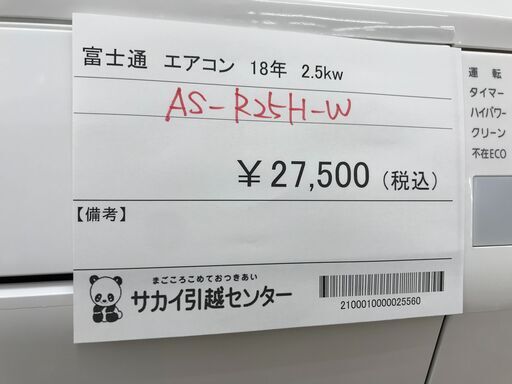 富士通 エアコン 18年 2.5kw
AS-R25H-W
¥27,500(税込)
【備考】
まごころこめておつきあい
サカイ引越センター
2100010000025560
運転
タイマー
ハイパワー
クリーン
不在ECO